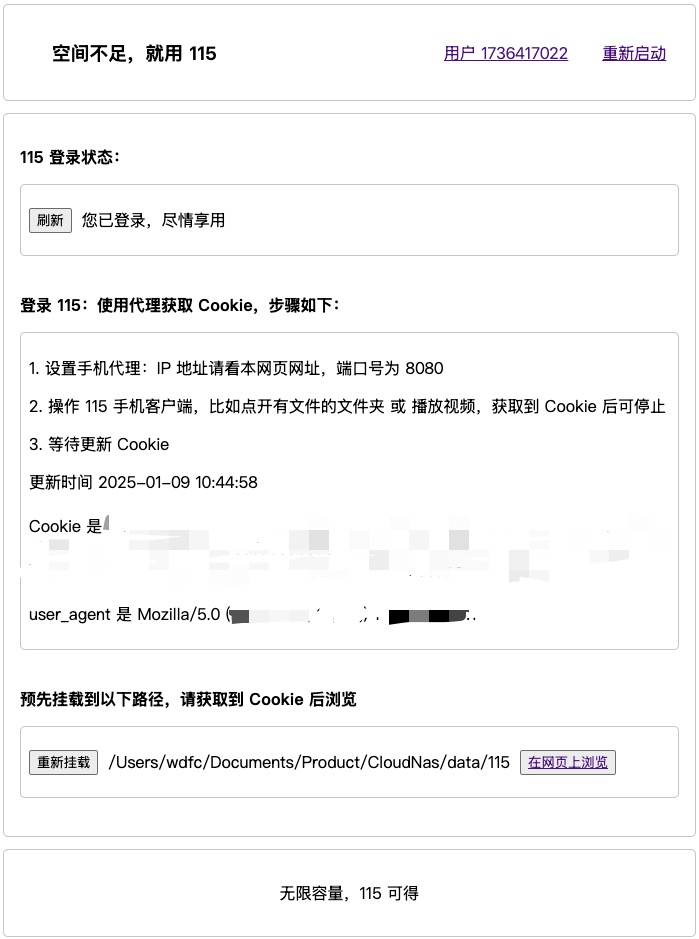 空间不足，就用 115
用户 1736417022
重新启动
115 登录状态：
刷新 您已登录，尽情享用
登录 115：使用代理获取 Cookie，步骤如下：
1. 设置手机代理：IP 地址请看本网页网址，端口号为 8080
2. 操作 115 手机客户端，比如点开有文件的文件夹 或 播放视频，获取到 Cookie 后可停止
3. 等待更新 Cookie
更新时间 2025-01-09 10:44:58
Cookie 是
user_agent 是 Mozilla/5.0 (
预先挂载到以下路径，请获取到 Cookie 后浏览
重新挂载 /Users/wdfc/Documents/Product/CloudNas/data/115 在网页上浏览
无限容量，115 可得